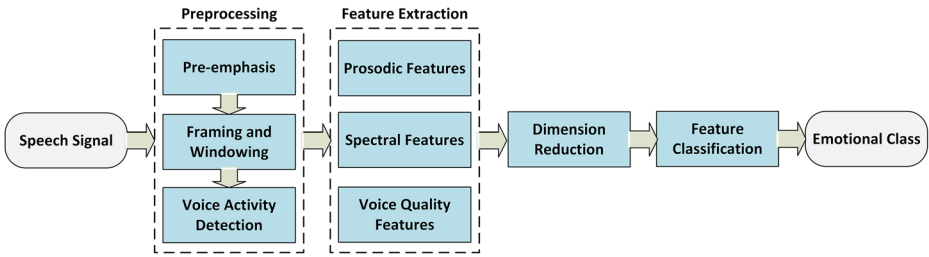 Preprocessing
Feature Extraction
Pre-emphasis
Prosodic Features
Speech Signal
Framing and
Windowing
Spectral Features
Dimension
Reduction
Feature
Classification
Emotional Class
Voice Activity
Detection
Voice Quality
Features